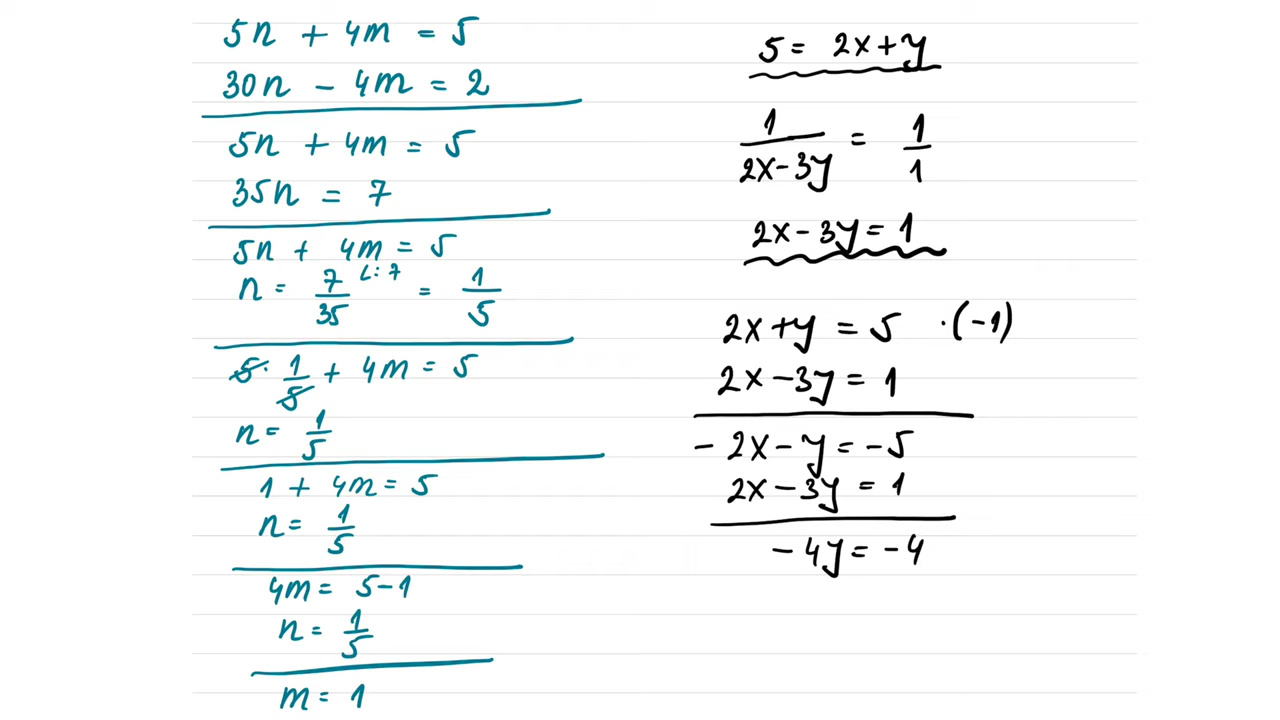 5n + 4m = 5
30n - 4m = 2
5n + 4m = 5
35n = 7
5n + 4m = 5
n = 7/35 L:7 = 1/5
5 · 1/5 + 4m = 5
n = 1/5
1 + 4m = 5
n = 1/5
4m = 5 - 1
n = 1/5
m = 1
5 = 2x + y
1/(2x - 3y) = 1/1
2x - 3y = 1
2x + y = 5 ·(-1)
2x - 3y = 1
- 2x - y = -5
2x - 3y = 1
- 4y = -4